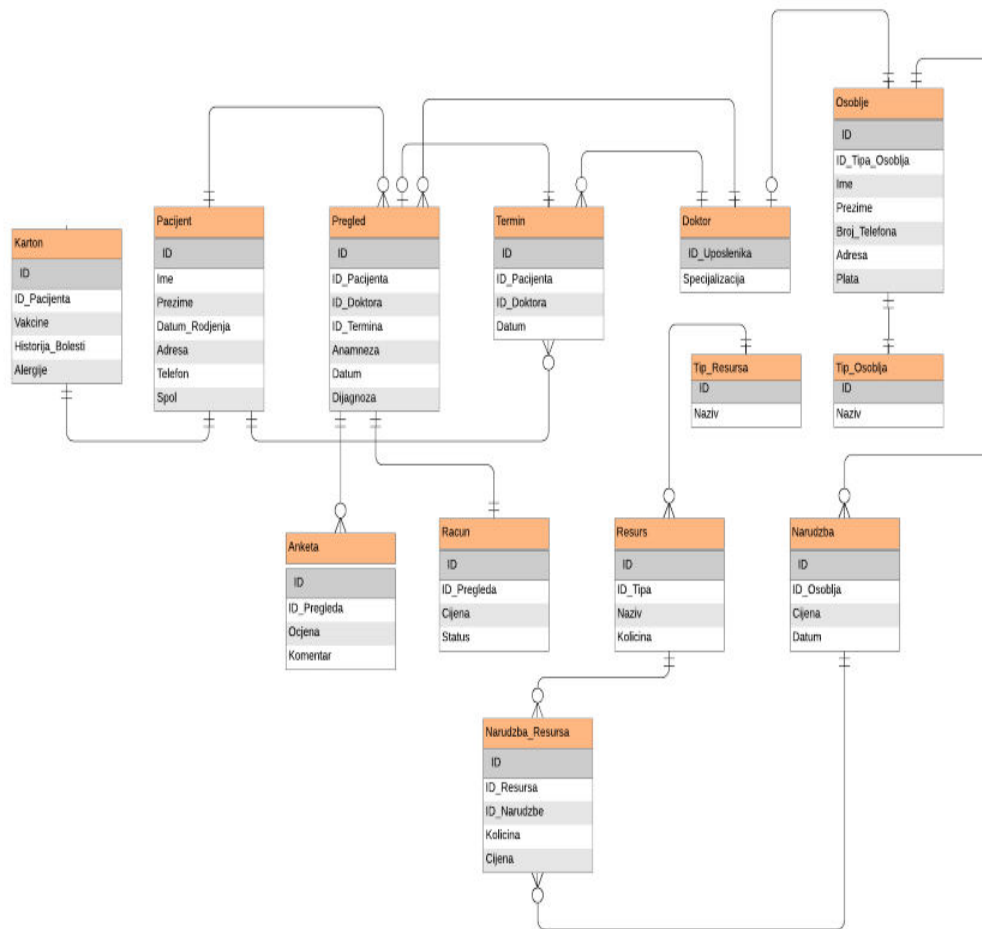 Osoblje
ID
ID_Tipa_Osoblja
Ime
Prezime
Broj_Telefona
Adresa
Plata
Karton
ID
ID_Pacijenta
Vakcine
Historija_Bolesti
Alergije
Pacijent
ID
Ime
Prezime
Datum_Rodjenja
Adresa
Telefon
Spol
Pregled
ID
ID_Pacijenta
ID_Doktora
ID_Termina
Anamneza
Datum
Dijagnoza
Termin
ID
ID_Pacijenta
ID_Doktora
Datum
Doktor
ID_Uposlenika
Specijalizacija
Tip_Resursa
ID
Naziv
Tip_Osoblja
ID
Naziv
Anketa
ID
ID_Pregleda
Ocjena
Komentar
Racun
ID
ID_Pregleda
Cijena
Status
Resurs
ID
ID_Tipa
Naziv
Kolicina
Narudzba
ID
ID_Osoblja
Cijena
Datum
Narudzba_Resursa
ID
ID_Resursa
ID_Narudzbe
Kolicina
Cijena